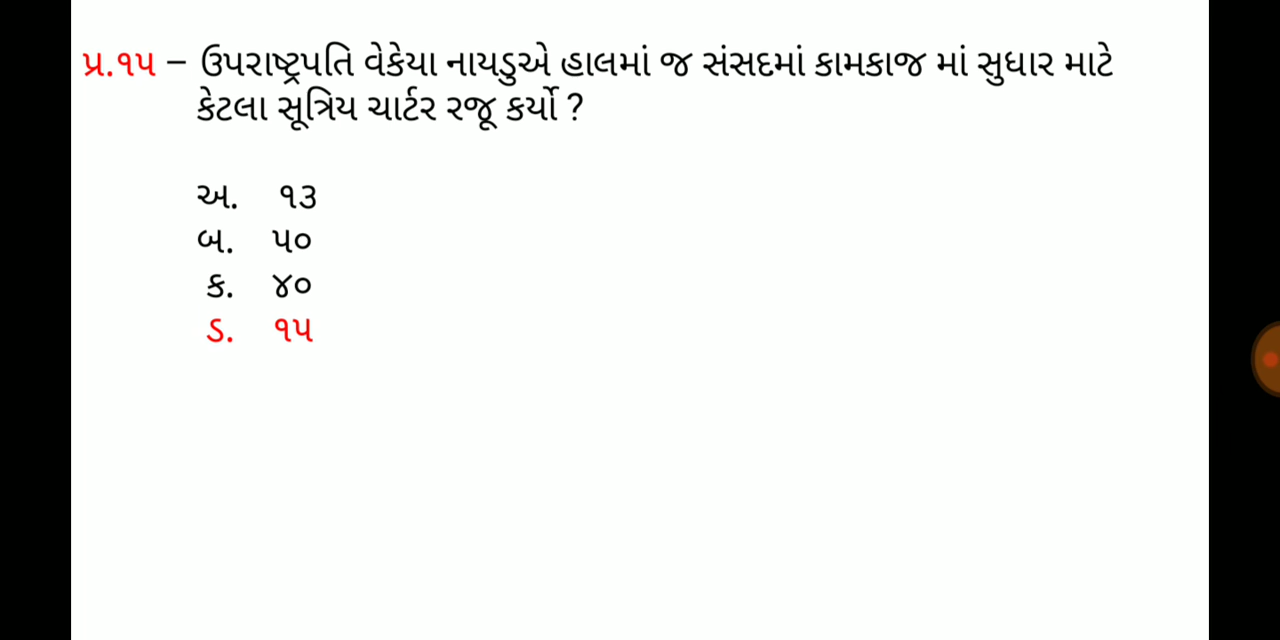 પ્ર.૧૫ – ઉપરાષ્ટ્રપતિ વેકેયા નાયડુએ હાલમાં જ સંસદમાં કામકાજ માં સુધાર માટે
કેટલા સૂત્રિય ચાર્ટર રજૂ કર્યો ?
અ. ૧૩
બ. ૫૦
ક. ૪૦
ડ. ૧૫